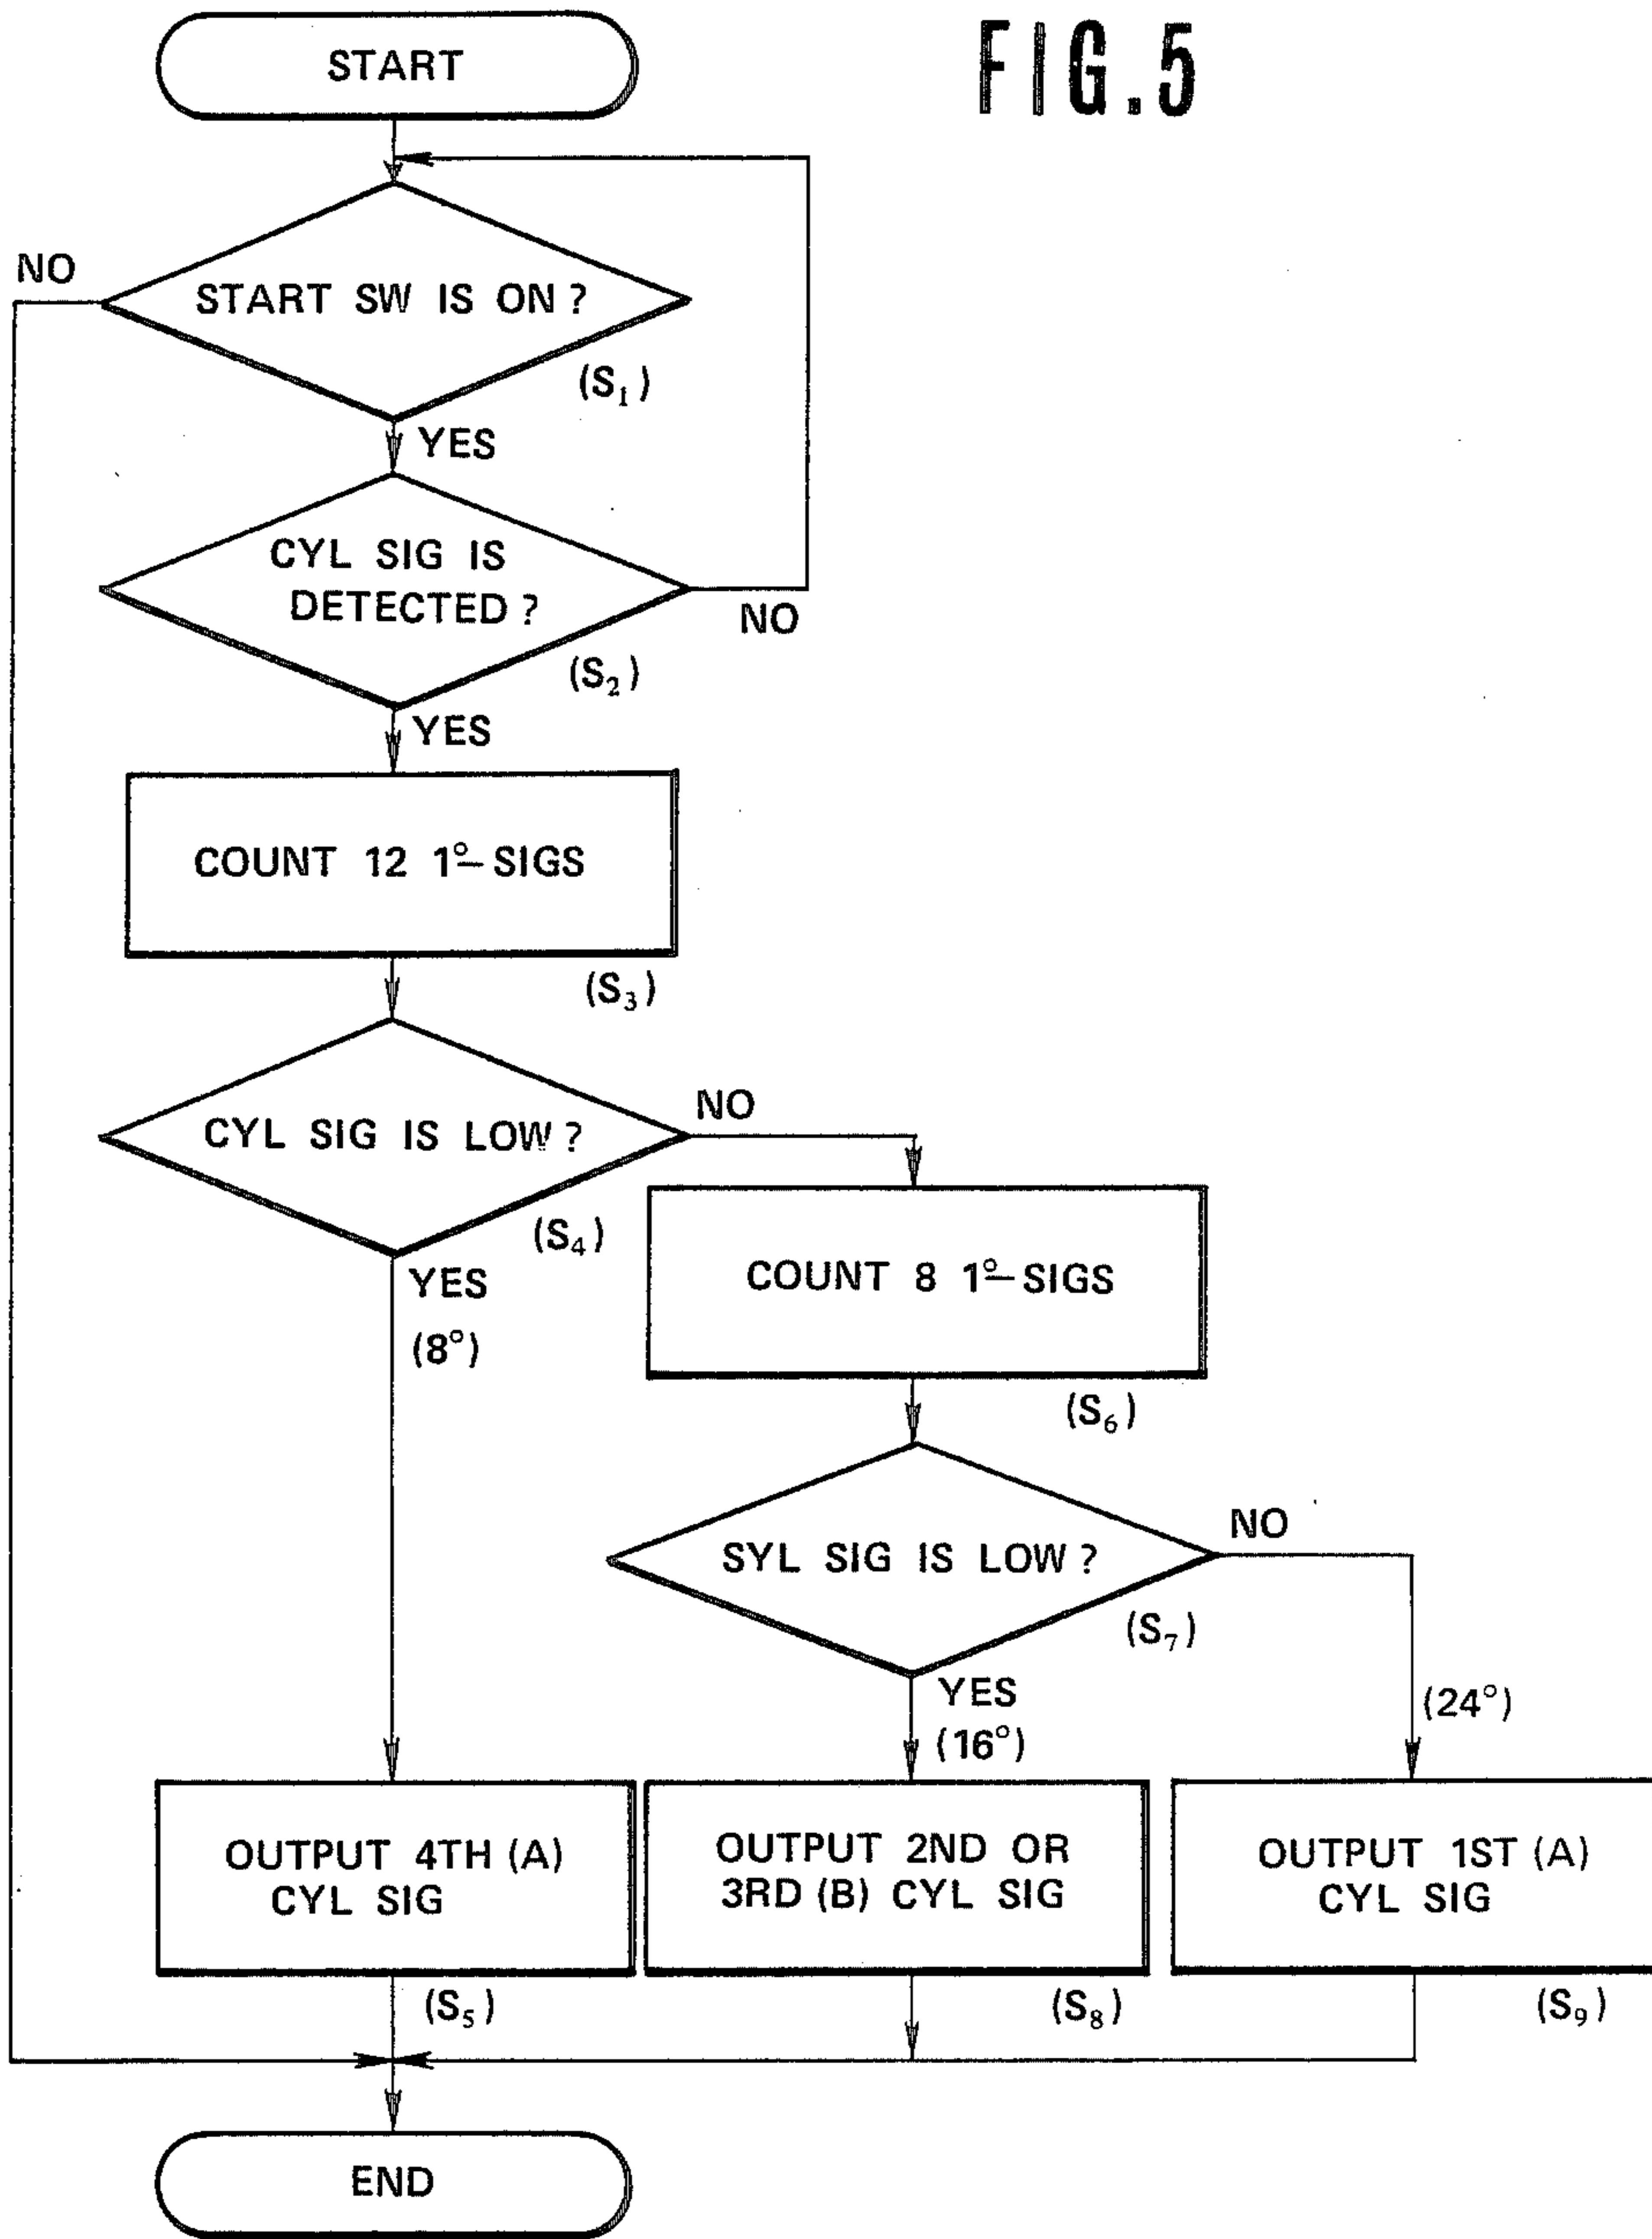 FIG.5
START
NO
START SW IS ON?
(S₁)
YES
CYL SIG IS
DETECTED?
NO
(S₂)
YES
COUNT 12 1°-SIGS
(S₃)
CYL SIG IS LOW?
NO
(S₄)
YES
(8°)
COUNT 8 1°-SIGS
(S₆)
SYL SIG IS LOW?
NO
(S₇)
YES
(16°)
(24°)
OUTPUT 4TH (A)
CYL SIG
(S₅)
OUTPUT 2ND OR
3RD (B) CYL SIG
(S₈)
OUTPUT 1ST (A)
CYL SIG
(S₉)
END